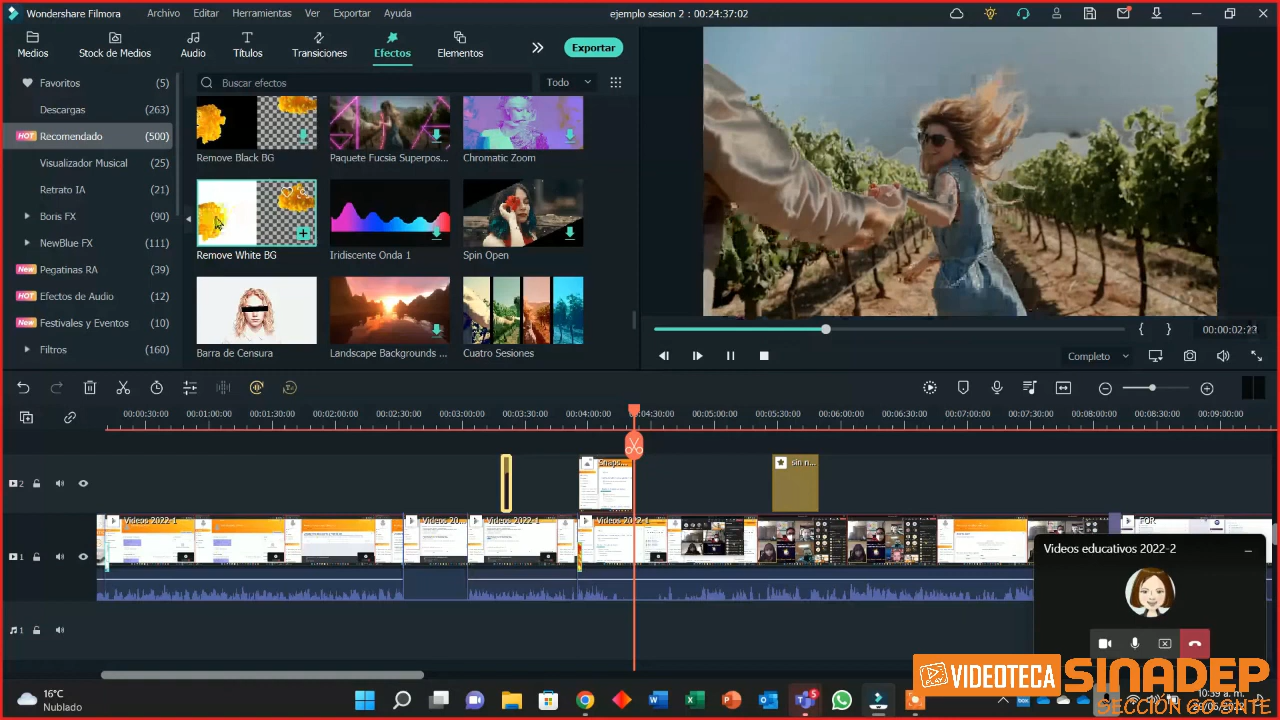 Wondershare Filmora
Archivo Editar Herramientas Ver Exportar Ayuda
ejemplo sesion 2 : 00:24:37:02
Medios
Stock de Medios
Audio
Títulos
Transiciones
Efectos
Elementos
Exportar
Favoritos (5)
Descargas (263)
HOT Recomendado (500)
Visualizador Musical (25)
Retrato IA (21)
Boris FX (90)
NewBlue FX (111)
New Pegatinas RA (39)
HOT Efectos de Audio (12)
New Festivales y Eventos (10)
Filtros (160)
Buscar efectos
Todo
Remove Black BG
Paquete Fucsia Superpos...
Chromatic Zoom
Remove White BG
Iridiscente Onda 1
Spin Open
Barra de Censura
Landscape Backgrounds ...
Cuatro Sesiones
{ }
Completo
00:00:30:00 00:01:00:00 00:01:30:00 00:02:00:00 00:02:30:00 00:03:00:00 00:03:30:00 00:04:00:00 00:04:30:00 00:05:00:00 00:05:30:00 00:06:00:00 00:06:30:00 00:07:00:00 00:07:30:00 00:08:00:00 00:08:30:00 00:09:00:00
2
Snaps...
sin n...
1
Videos 2022-1
Videos 20...
Videos 2022-1
Videos 2022-1
FOR
1
Videos educativos 2022-2
16°C
Nublado
5
PLAY
VIDEOTECA
SINADEP